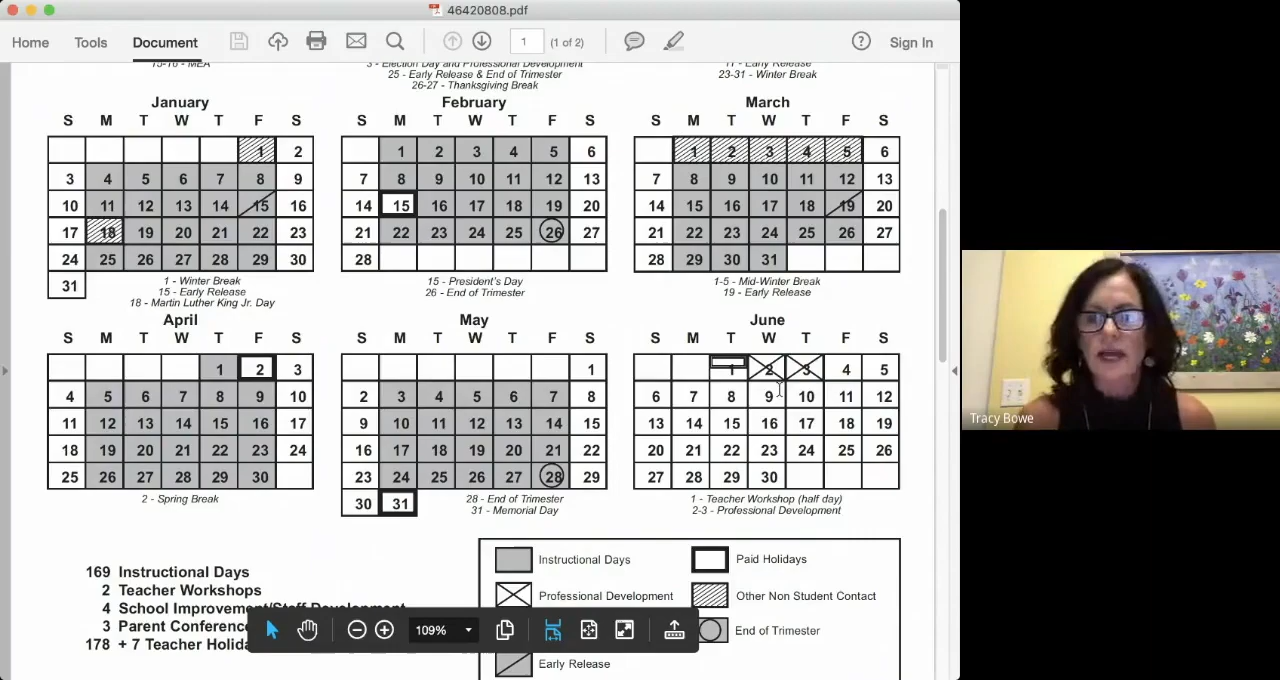 46420808.pdf
Home Tools Document 1 (1 of 2) Sign In
15-16 - MEA 3 - Election Day and Professional Development 11 - Early Release
25 - Early Release & End of Trimester 23-31 - Winter Break
26-27 - Thanksgiving Break
January February March
S M T W T F S S M T W T F S S M T W T F S
1 2 1 2 3 4 5 6 1 2 3 4 5 6
3 4 5 6 7 8 9 7 8 9 10 11 12 13 7 8 9 10 11 12 13
10 11 12 13 14 15 16 14 15 16 17 18 19 20 14 15 16 17 18 19 20
17 18 19 20 21 22 23 21 22 23 24 25 26 27 21 22 23 24 25 26 27
24 25 26 27 28 29 30 28 28 29 30 31
31 1 - Winter Break 15 - President's Day 1-5 - Mid-Winter Break
15 - Early Release 26 - End of Trimester 19 - Early Release
18 - Martin Luther King Jr. Day
April May June
S M T W T F S S M T W T F S S M T W T F S
1 2 3 1 1 2 3 4 5
4 5 6 7 8 9 10 2 3 4 5 6 7 8 6 7 8 9 10 11 12
11 12 13 14 15 16 17 9 10 11 12 13 14 15 13 14 15 16 17 18 19
18 19 20 21 22 23 24 16 17 18 19 20 21 22 20 21 22 23 24 25 26
25 26 27 28 29 30 23 24 25 26 27 28 29 27 28 29 30
2 - Spring Break 30 31 28 - End of Trimester 1 - Teacher Workshop (half day)
31 - Memorial Day 2-3 - Professional Development
169 Instructional Days
2 Teacher Workshops
4 School Improvement/Staff Development
3 Parent Conference
178 + 7 Teacher Holida
Instructional Days Paid Holidays
Professional Development Other Non Student Contact
End of Trimester
Early Release
109%
Tracy Bowe